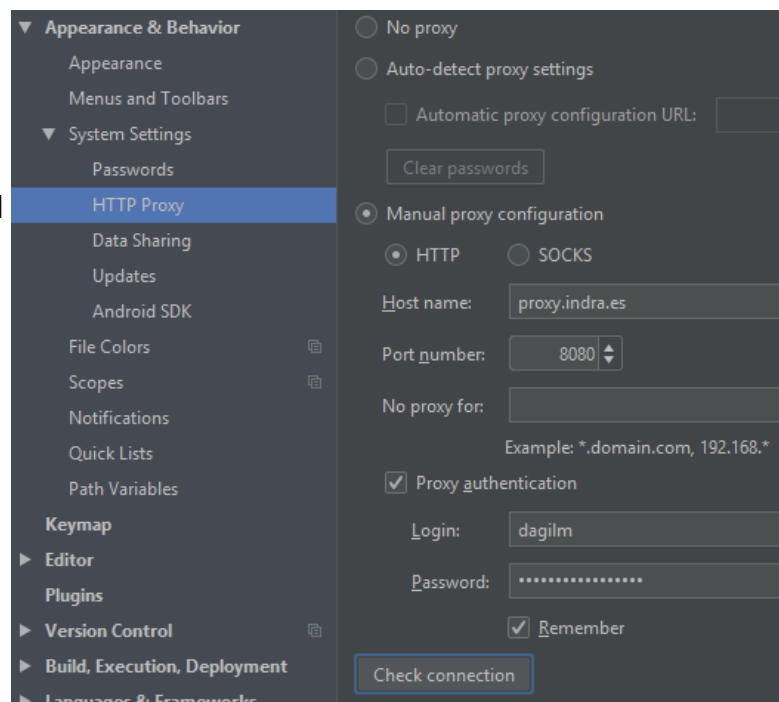 Appearance & Behavior
Appearance
Menus and Toolbars
System Settings
Passwords
HTTP Proxy
Data Sharing
Updates
Android SDK
File Colors
Scopes
Notifications
Quick Lists
Path Variables
Keymap
Editor
Plugins
Version Control
Build, Execution, Deployment
Languages & Frameworks
No proxy
Auto-detect proxy settings
Automatic proxy configuration URL:
Clear passwords
Manual proxy configuration
HTTP SOCKS
Host name: proxy.indra.es
Port number: 8080
No proxy for:
Example: *.domain.com, 192.168.*
Proxy authentication
Login: dagilm
Password: •••••••••••••••••
Remember
Check connection